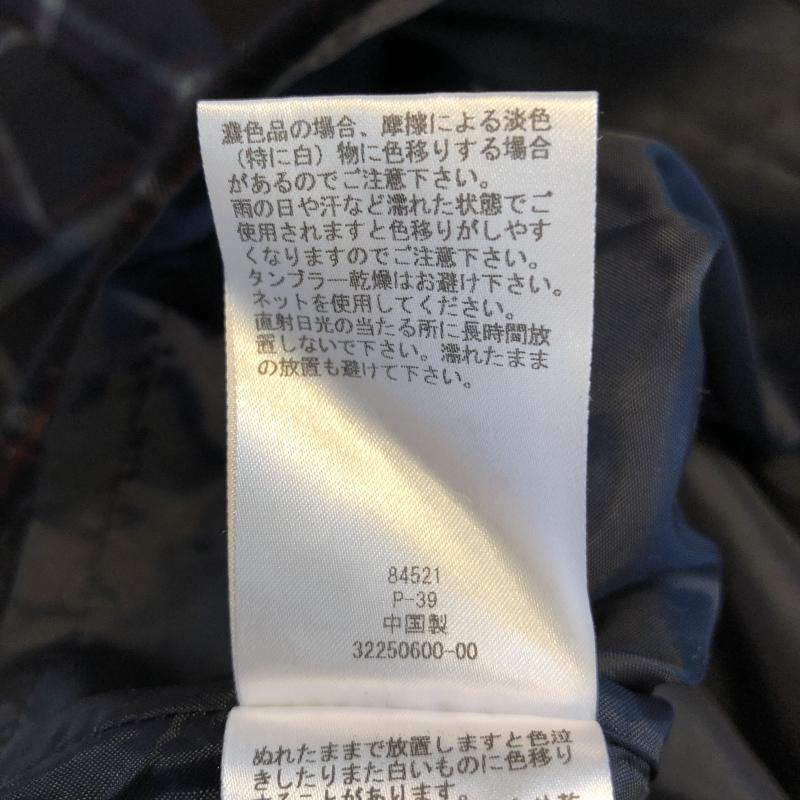 濃色品の場合、摩擦による淡色
(特に白)物に色移りする場合
があるのでご注意下さい。
雨の日や汗など濡れた状態でご
使用されますと色移りがしやす
くなりますのでご注意下さい。
タンブラー乾燥はお避け下さい。
ネットを使用してください。
直射日光の当たる所に長時間放
置しないで下さい。濡れたまま
の放置も避けて下さい。
84521
P-39
中国製
32250600-00
ぬれたままで放置しますと色泣
きしたりまた白いものに色移り
することがあります。